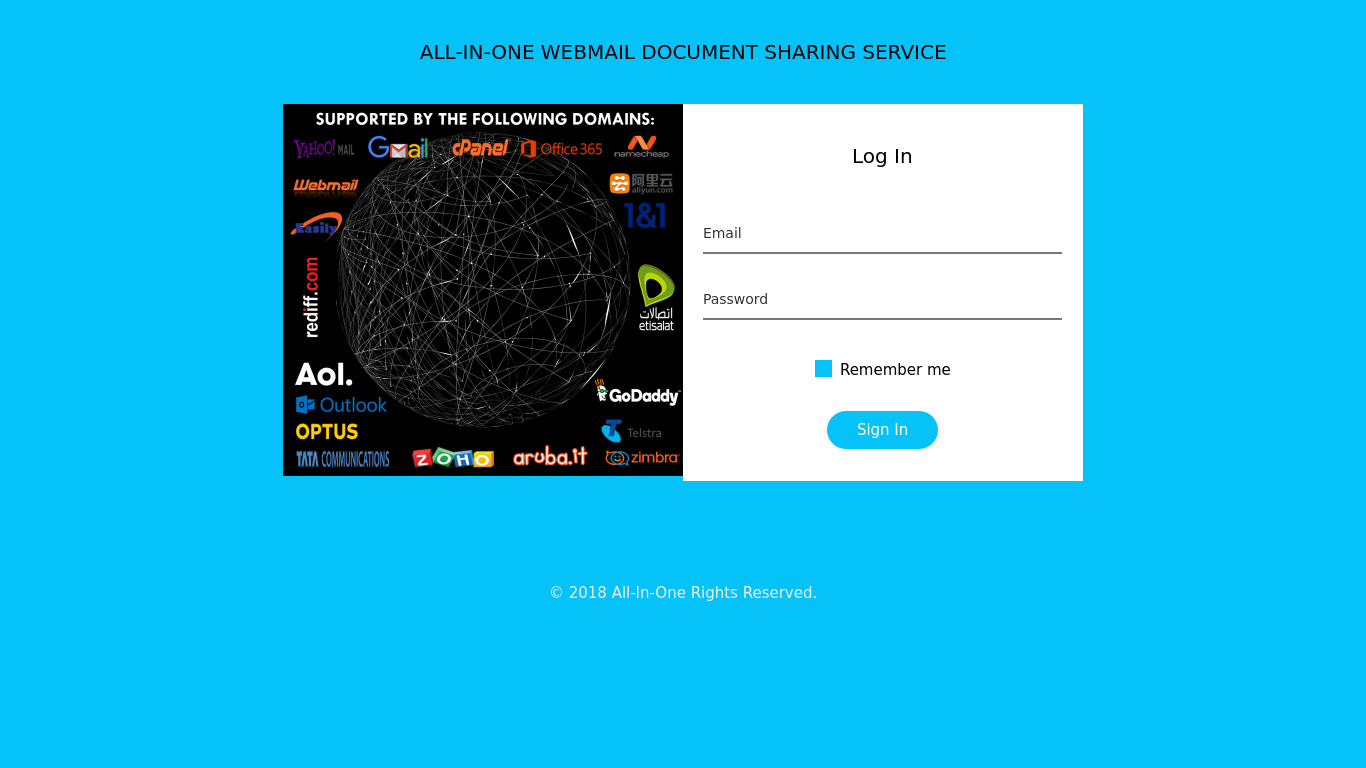 ALL-IN-ONE WEBMAIL DOCUMENT SHARING SERVICE
SUPPORTED BY THE FOLLOWING DOMAINS:
YAHOO! MAIL
Gmail
cPanel
Office 365
namecheap
Webmail
阿里云
aliyun.com
1&1
Easily
rediff.com
اتصالات
etisalat
Aol.
GoDaddy
Outlook
OPTUS
Telstra
TATA COMMUNICATIONS
ZOHO
aruba.it
zimbra
Log In
Email
Password
Remember me
Sign In
© 2018 All-In-One Rights Reserved.